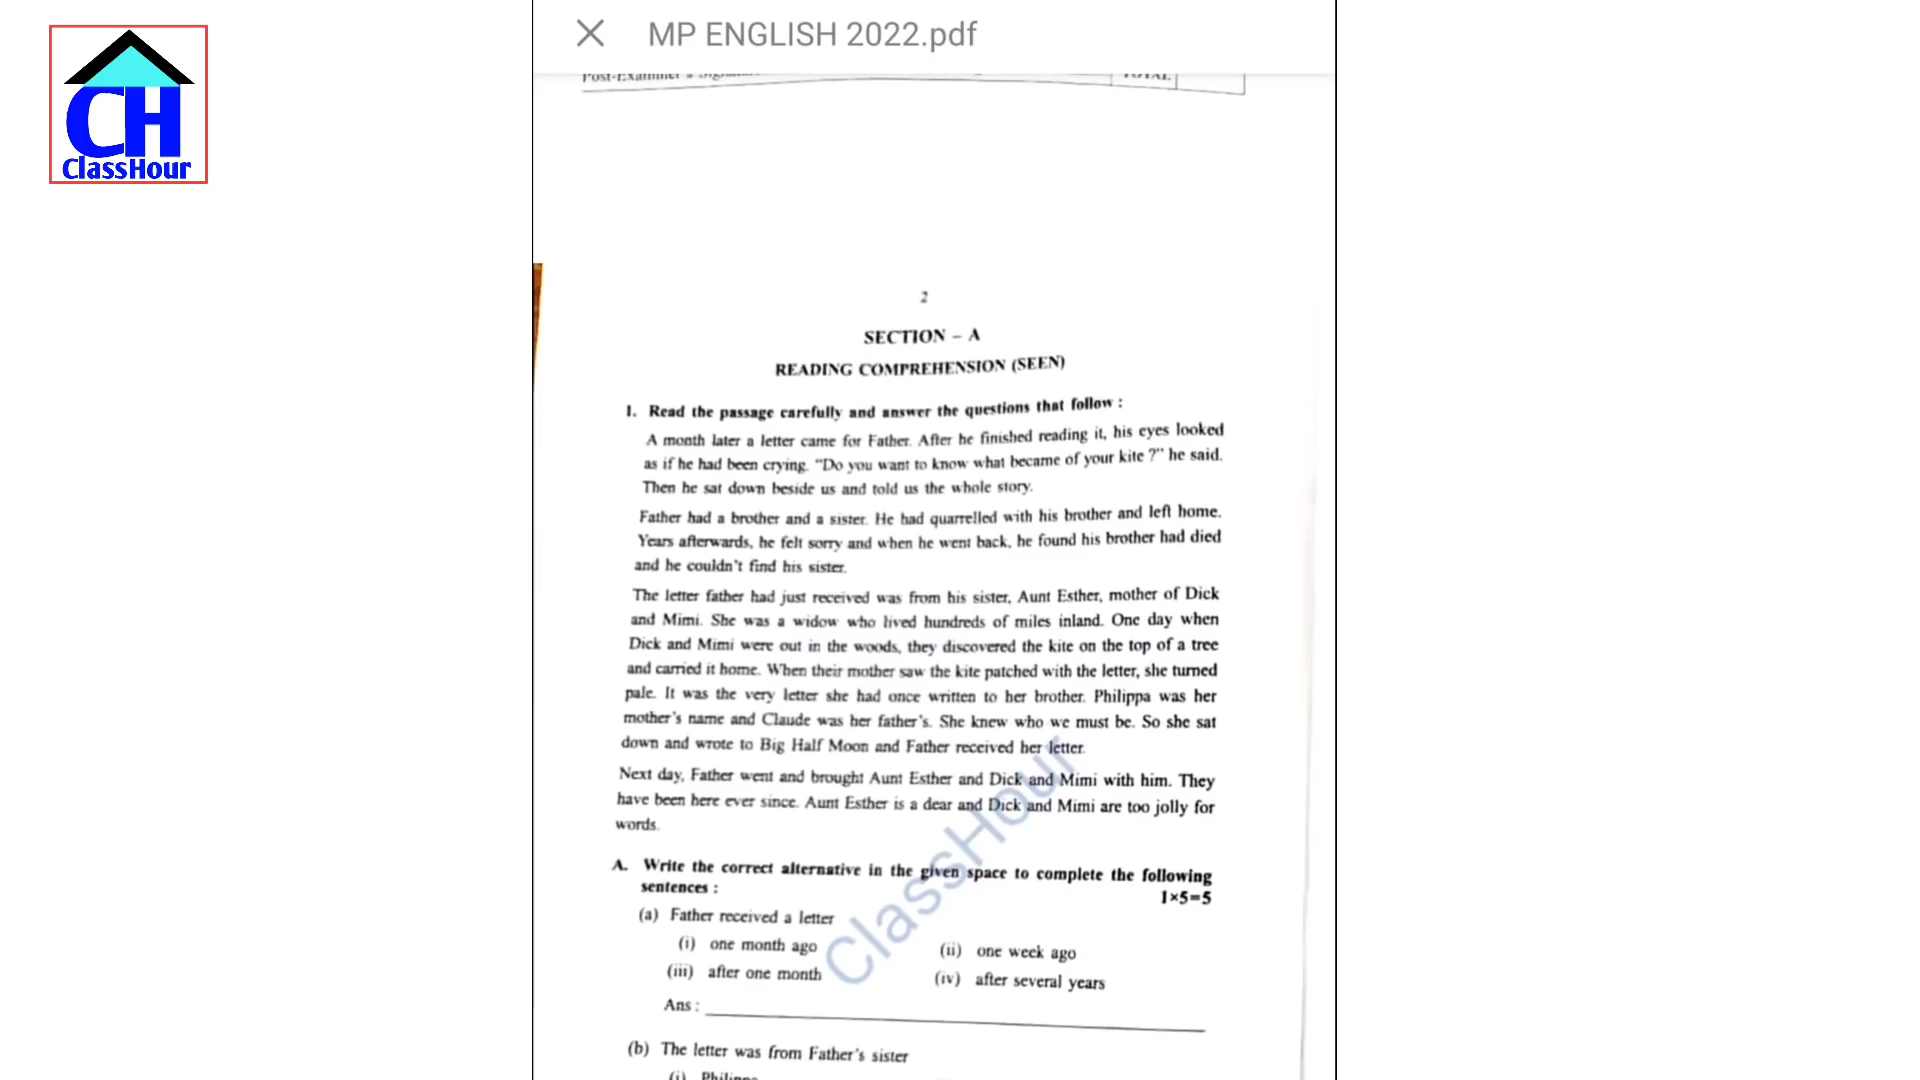 CH
ClassHour
MP ENGLISH 2022.pdf
Post-Examiner's
TOTAL
2
SECTION – A
READING COMPREHENSION (SEEN)
1. Read the passage carefully and answer the questions that follow :
A month later a letter came for Father. After he finished reading it, his eyes looked
as if he had been crying. “Do you want to know what became of your kite ?” he said.
Then he sat down beside us and told us the whole story.
Father had a brother and a sister. He had quarrelled with his brother and left home.
Years afterwards, he felt sorry and when he went back, he found his brother had died
and he couldn’t find his sister.
The letter father had just received was from his sister, Aunt Esther, mother of Dick
and Mimi. She was a widow who lived hundreds of miles inland. One day when
Dick and Mimi were out in the woods, they discovered the kite on the top of a tree
and carried it home. When their mother saw the kite patched with the letter, she turned
pale. It was the very letter she had once written to her brother. Philippa was her
mother’s name and Claude was her father’s. She knew who we must be. So she sat
down and wrote to Big Half Moon and Father received her letter.
Next day, Father went and brought Aunt Esther and Dick and Mimi with him. They
have been here ever since. Aunt Esther is a dear and Dick and Mimi are too jolly for
words.
A. Write the correct alternative in the given space to complete the following
sentences :
1×5=5
(a) Father received a letter
(i) one month ago
(ii) one week ago
(iii) after one month
(iv) after several years
Ans :
(b) The letter was from Father’s sister
(i) Philippa
ClassHour